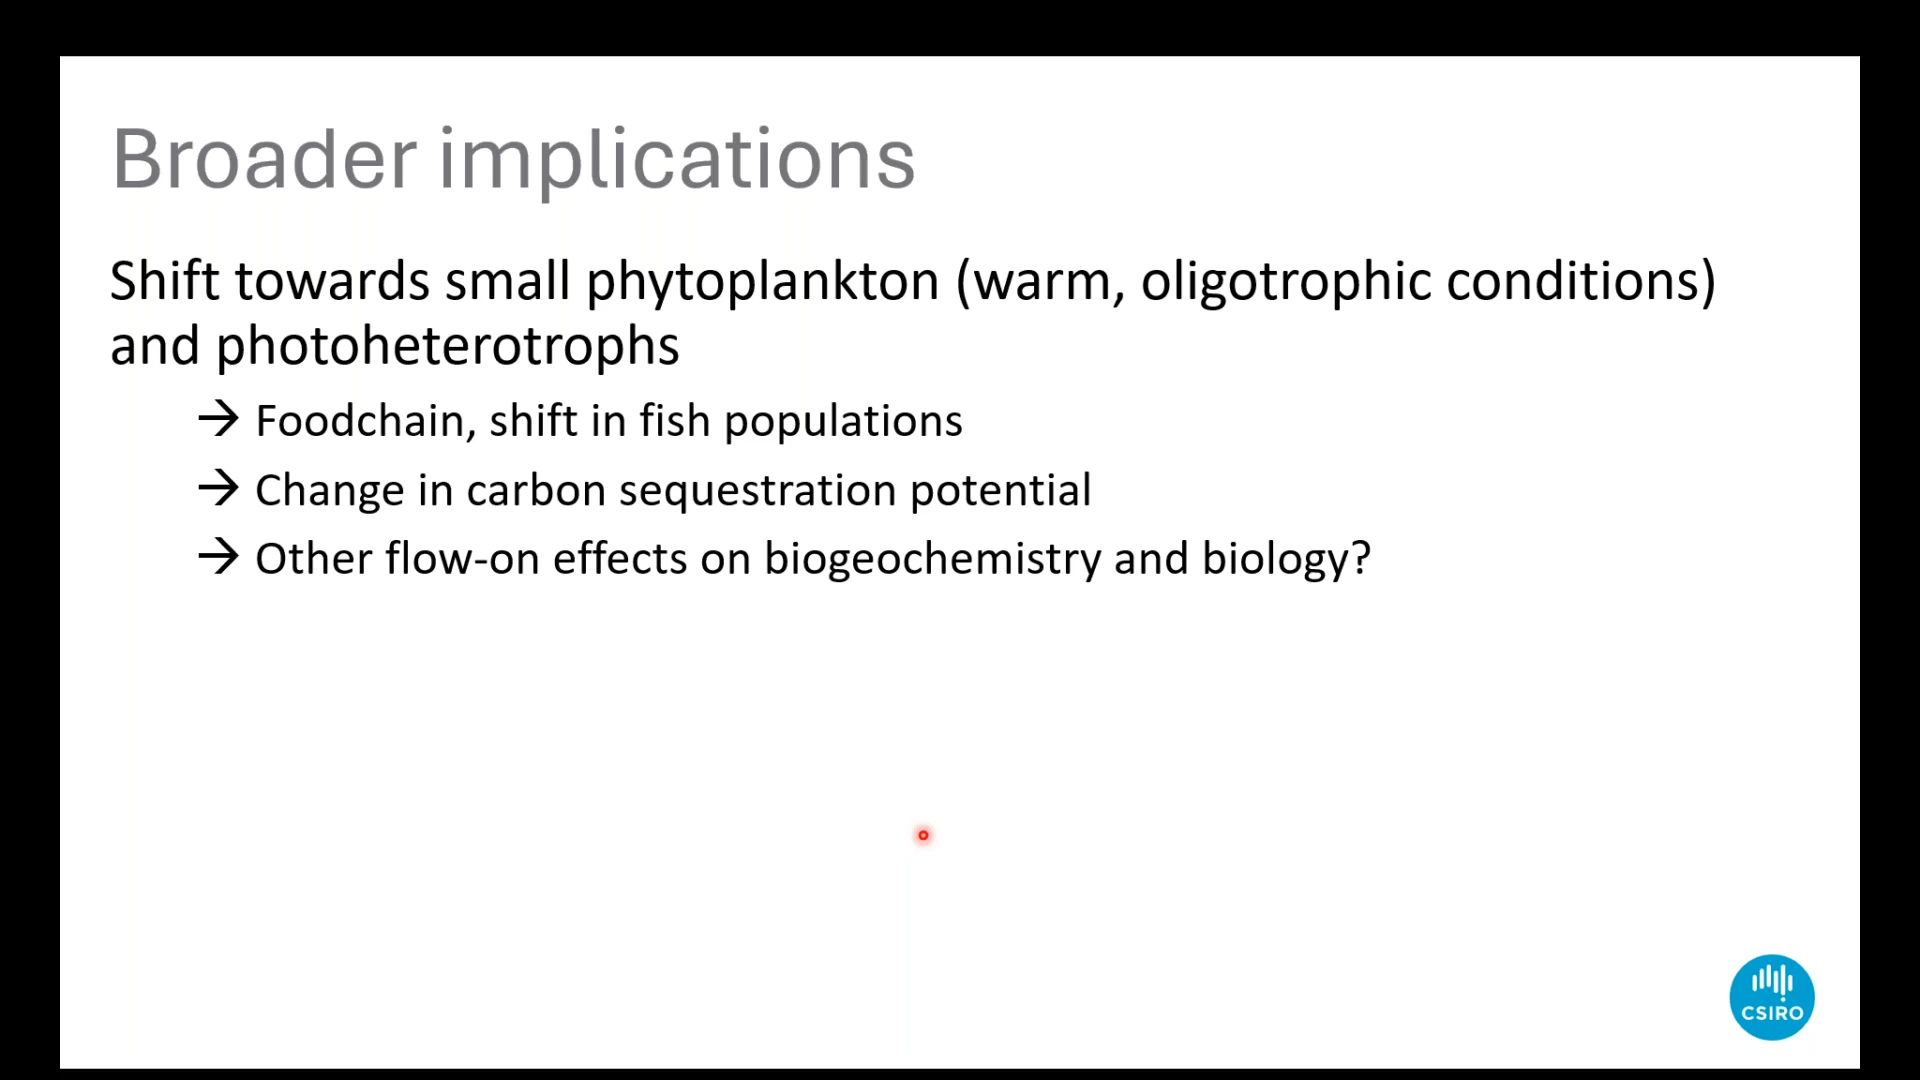 Broader implications
Shift towards small phytoplankton (warm, oligotrophic conditions)
and photoheterotrophs
→ Foodchain, shift in fish populations
→ Change in carbon sequestration potential
→ Other flow-on effects on biogeochemistry and biology?
CSIRO